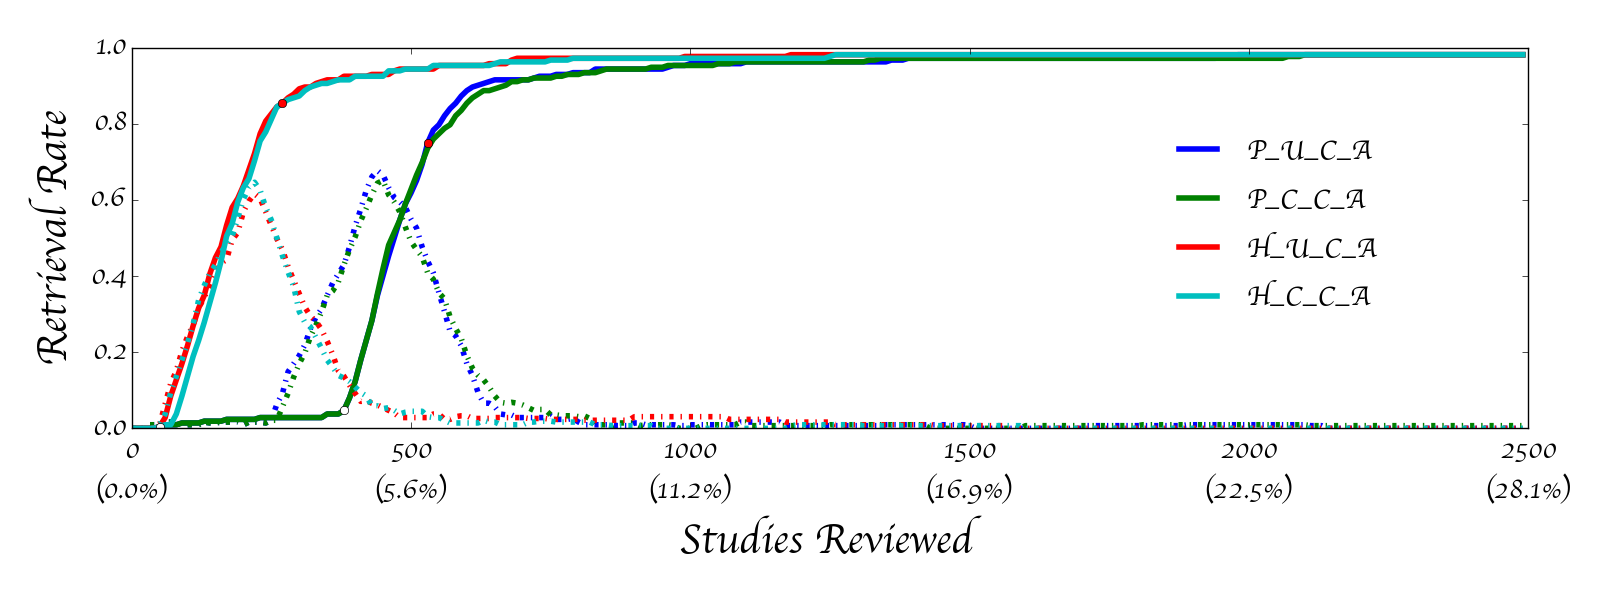 Retrieval Rate
1.0
0.8
0.6
0.4
0.2
0.0
P_U_C_A
P_C_C_A
H_U_C_A
H_C_C_A
0 500 1000 1500 2000 2500
(0.0%) (5.6%) (11.2%) (16.9%) (22.5%) (28.1%)
Studies Reviewed